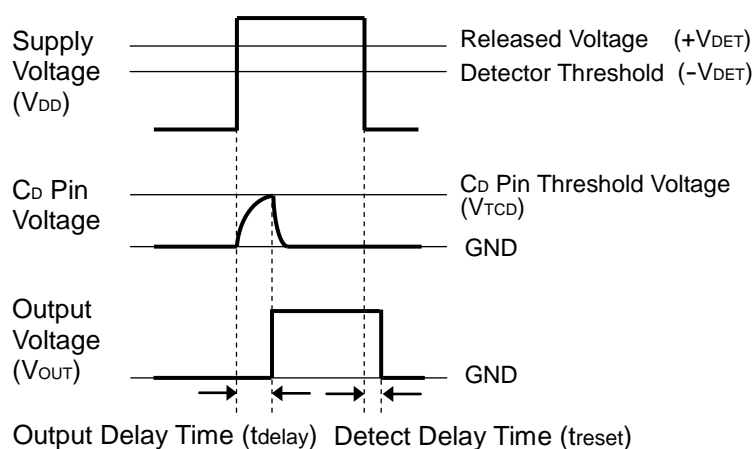 Supply
Voltage
(VDD)
Released Voltage (+VDET)
Detector Threshold (-VDET)
CD Pin
Voltage
CD Pin Threshold Voltage
(VTCD)
GND
Output
Voltage
(VOUT)
GND
Output Delay Time (tdelay) Detect Delay Time (treset)